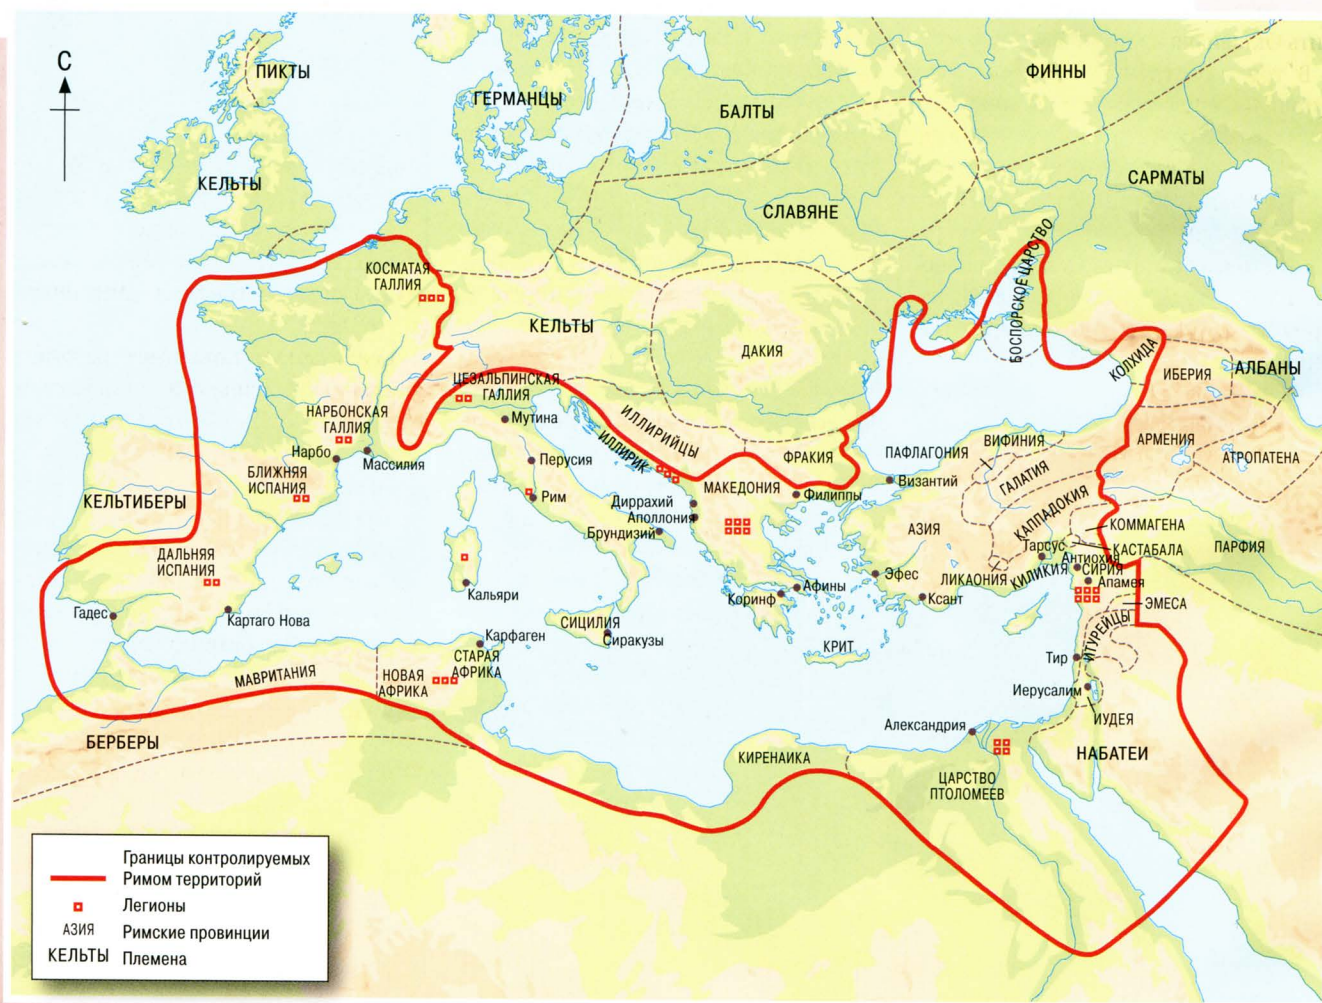 С
ПИКТЫ
ГЕРМАНЦЫ
ФИННЫ
БАЛТЫ
КЕЛЬТЫ
САРМАТЫ
СЛАВЯНЕ
КОСМАТАЯ
ГАЛЛИЯ
БОСПОРСКОЕ ЦАРСТВО
КЕЛЬТЫ
ДАКИЯ
КОЛХИДА
ИБЕРИЯ
АЛБАНЫ
ЦЕЗАЛЬПИНСКАЯ
ГАЛЛИЯ
НАРБОНСКАЯ
ГАЛЛИЯ
Мутина
ИЛЛИРИЙЦЫ
ИЛЛИРИК
Нарбо
Массилия
Перусия
ФРАКИЯ
ПАФЛАГОНИЯ
ВИФИНИЯ
АРМЕНИЯ
АТРОПАТЕНА
БЛИЖНЯЯ
ИСПАНИЯ
КЕЛЬТИБЕРЫ
Рим
МАКЕДОНИЯ
Филиппы
Византий
ГАЛАТИЯ
КАППАДОКИЯ
Диррахий
Аполлония
Брундизий
АЗИЯ
КОММАГЕНА
КАСТАБАЛА
ПАРФИЯ
ДАЛЬНЯЯ
ИСПАНИЯ
Тарсус
Антиохия
СИРИЯ
Апамея
Эфес
ЛИКАОНИЯ
КИЛИКИЯ
Ксант
Кальяри
Афины
Коринф
ЭМЕСА
Гадес
Картаго Нова
СИЦИЛИЯ
Сиракузы
ИТУРЕЙЦЫ
Карфаген
СТАРАЯ
АФРИКА
КРИТ
Тир
МАВРИТАНИЯ
НОВАЯ
АФРИКА
Иерусалим
ИУДЕЯ
Александрия
БЕРБЕРЫ
КИРЕНАИКА
НАБАТЕИ
ЦАРСТВО
ПТОЛОМЕЕВ
Границы контролируемых
Римом территорий
Легионы
АЗИЯ Римские провинции
КЕЛЬТЫ Племена